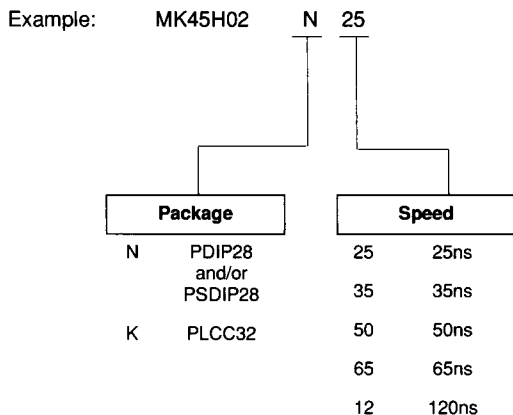 Example: MK45H02 N 25
Package
N PDIP28
and/or
PSDIP28
K PLCC32
Speed
25 25ns
35 35ns
50 50ns
65 65ns
12 120ns